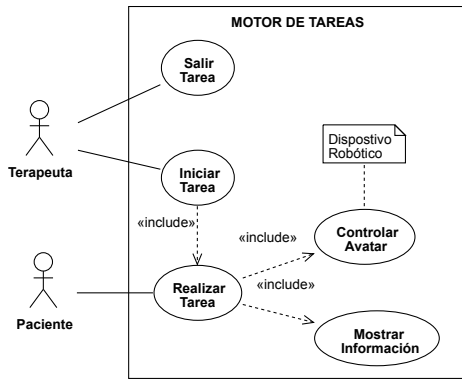 MOTOR DE TAREAS
Salir
Tarea
Terapeuta
Iniciar
Tarea
Dispostivo
Robótico
«include»
«include»
Controlar
Avatar
«include»
Realizar
Tarea
Paciente
Mostrar
Información